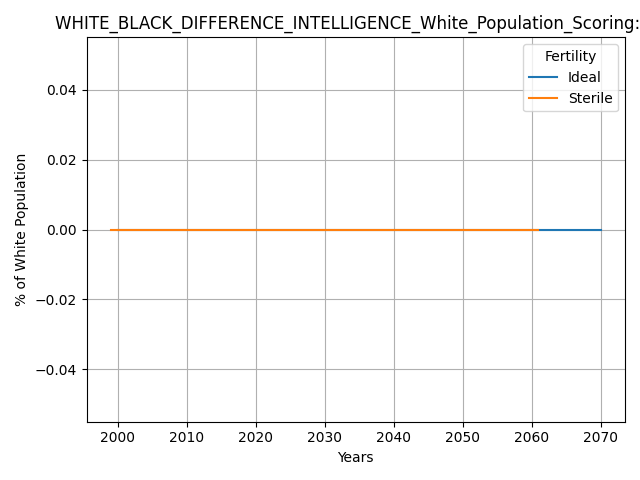 WHITE_BLACK_DIFFERENCE_INTELLIGENCE_White_Population_Scoring:
Fertility
Ideal
Sterile
0.04
0.02
0.00
−0.02
−0.04
% of White Population
2000 2010 2020 2030 2040 2050 2060 2070
Years